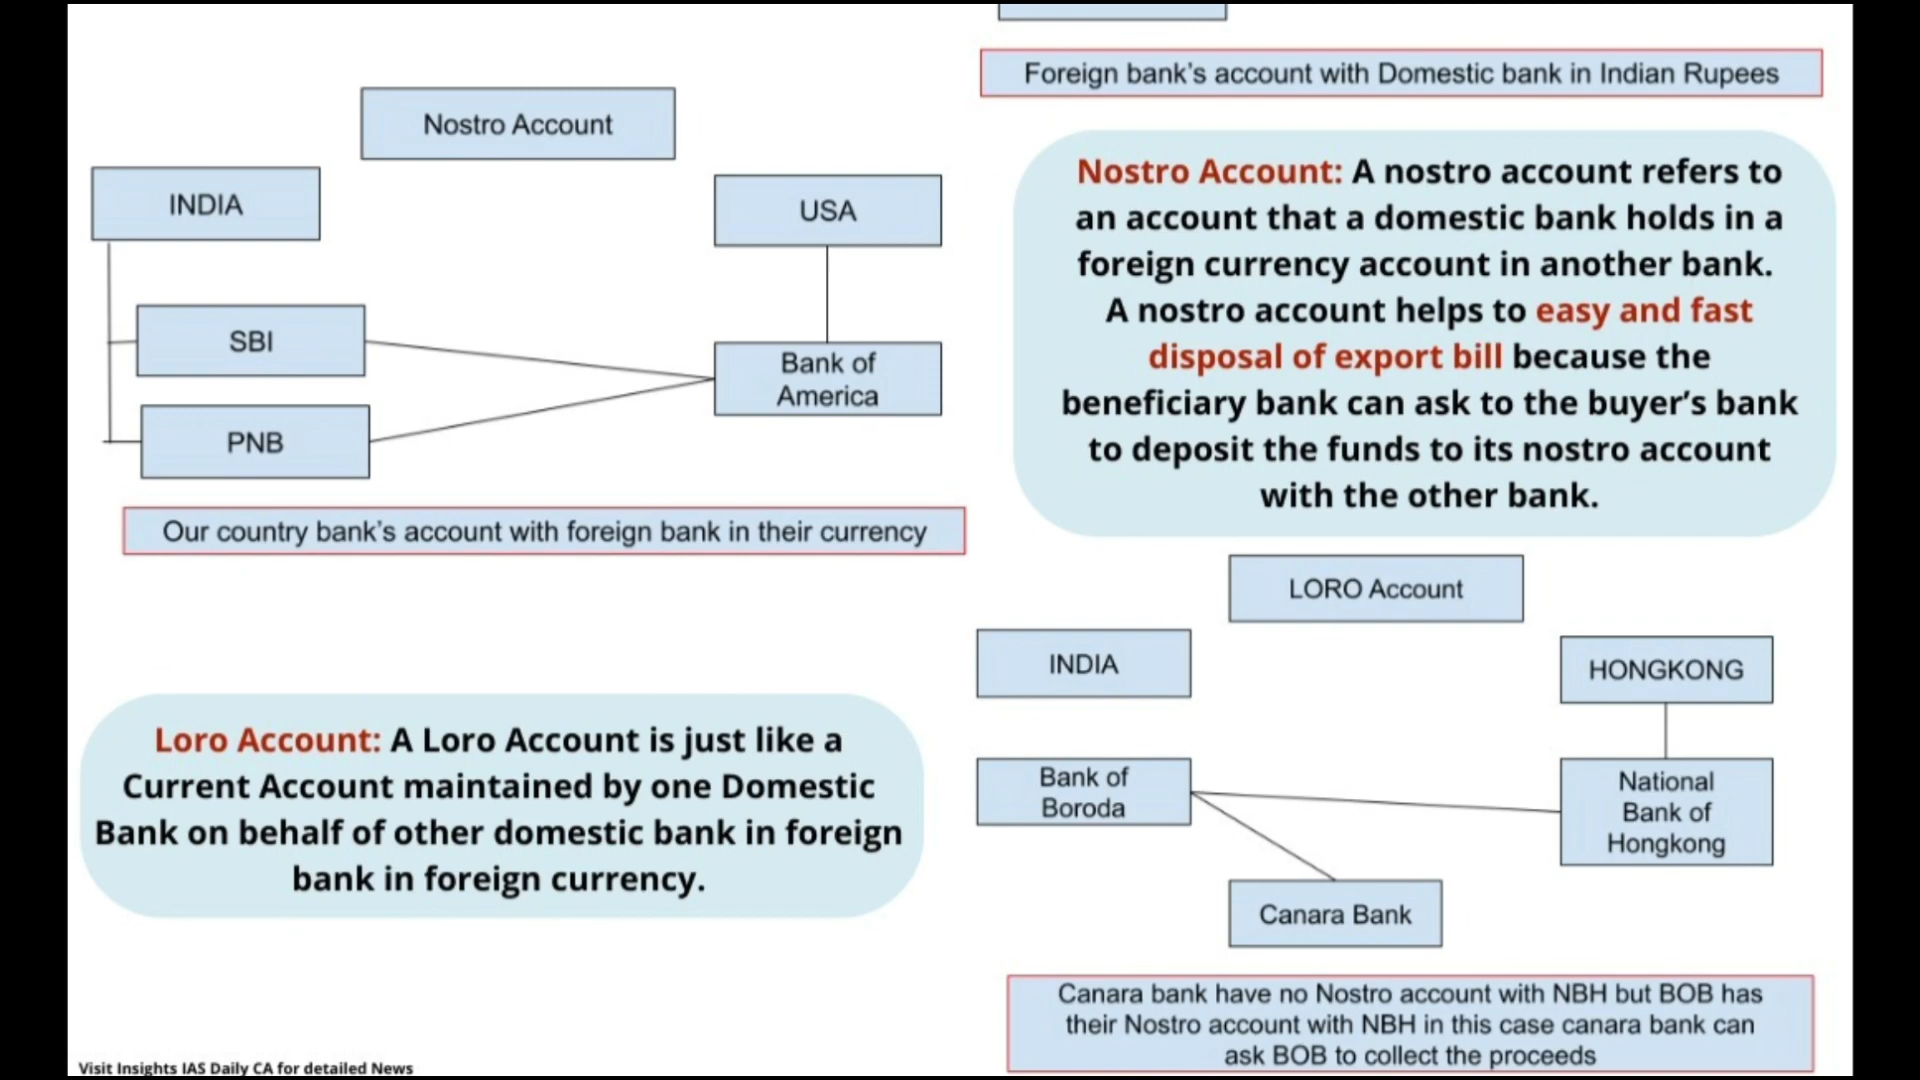 Foreign bank's account with Domestic bank in Indian Rupees
Nostro Account
INDIA
USA
SBI
Bank of
America
PNB
Our country bank's account with foreign bank in their currency
Nostro Account: A nostro account refers to
an account that a domestic bank holds in a
foreign currency account in another bank.
A nostro account helps to easy and fast
disposal of export bill because the
beneficiary bank can ask to the buyer's bank
to deposit the funds to its nostro account
with the other bank.
Loro Account: A Loro Account is just like a
Current Account maintained by one Domestic
Bank on behalf of other domestic bank in foreign
bank in foreign currency.
LORO Account
INDIA
HONGKONG
Bank of
Boroda
National
Bank of
Hongkong
Canara Bank
Canara bank have no Nostro account with NBH but BOB has
their Nostro account with NBH in this case canara bank can
ask BOB to collect the proceeds
Visit Insights IAS Daily CA for detailed News